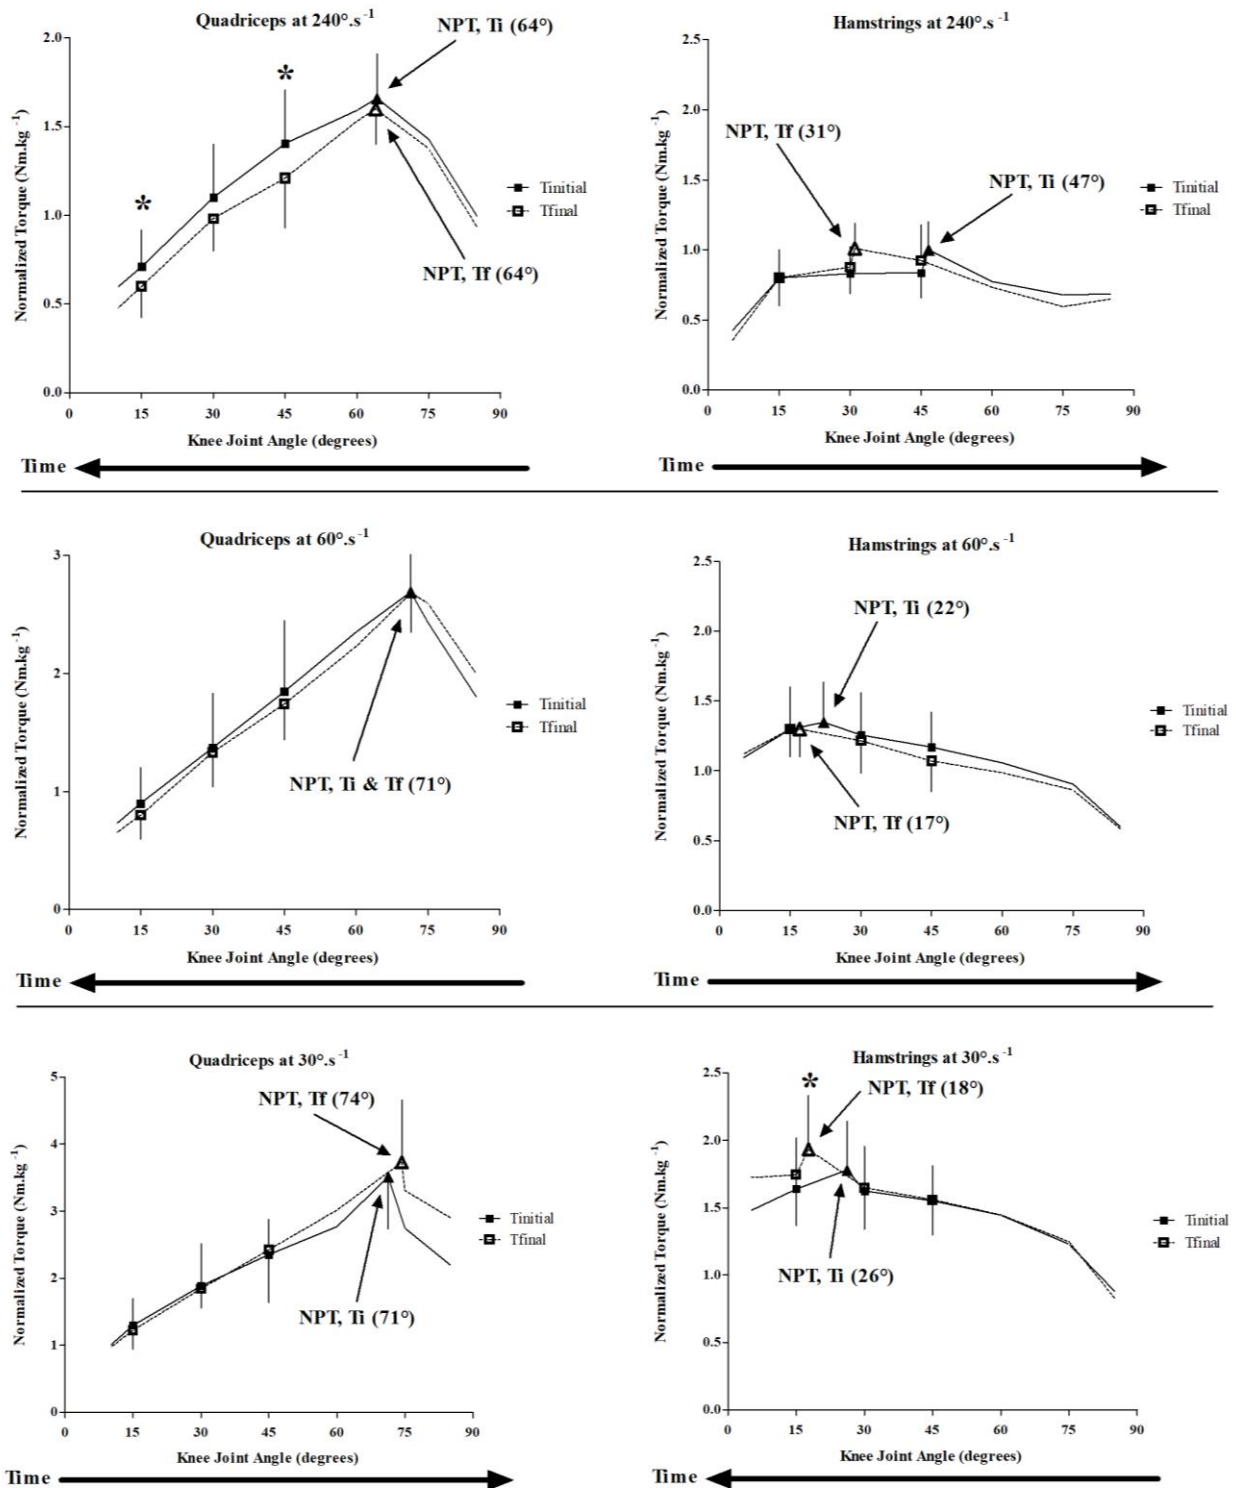 Quadriceps at 240°.s⁻¹
NPT, Ti (64°)
2.0
*
*
1.5
1.0
0.5
0.0
Normalized Torque (Nm.kg⁻¹)
NPT, Tf (64°)
Tinitial
Tfinal
0 15 30 45 60 75 90
Knee Joint Angle (degrees)
Time
Hamstrings at 240°.s⁻¹
2.5
2.0
1.5
1.0
0.5
0.0
Normalized Torque (Nm.kg⁻¹)
NPT, Tf (31°)
NPT, Ti (47°)
Tinitial
Tfinal
0 15 30 45 60 75 90
Knee Joint Angle (degrees)
Time
Quadriceps at 60°.s⁻¹
3
2
1
0
Normalized Torque (Nm.kg⁻¹)
NPT, Ti & Tf (71°)
Tinitial
Tfinal
0 15 30 45 60 75 90
Knee Joint Angle (degrees)
Time
Hamstrings at 60°.s⁻¹
2.5
2.0
1.5
1.0
0.5
0.0
Normalized Torque (Nm.kg⁻¹)
NPT, Ti (22°)
NPT, Tf (17°)
Tinitial
Tfinal
0 15 30 45 60 75 90
Knee Joint Angle (degrees)
Time
Quadriceps at 30°.s⁻¹
5
4
3
2
1
0
Normalized Torque (Nm.kg⁻¹)
NPT, Tf (74°)
NPT, Ti (71°)
Tinitial
Tfinal
0 15 30 45 60 75 90
Knee Joint Angle (degrees)
Time
Hamstrings at 30°.s⁻¹
2.5
2.0
1.5
1.0
0.5
0.0
Normalized Torque (Nm.kg⁻¹)
*
NPT, Tf (18°)
NPT, Ti (26°)
Tinitial
Tfinal
0 15 30 45 60 75 90
Knee Joint Angle (degrees)
Time